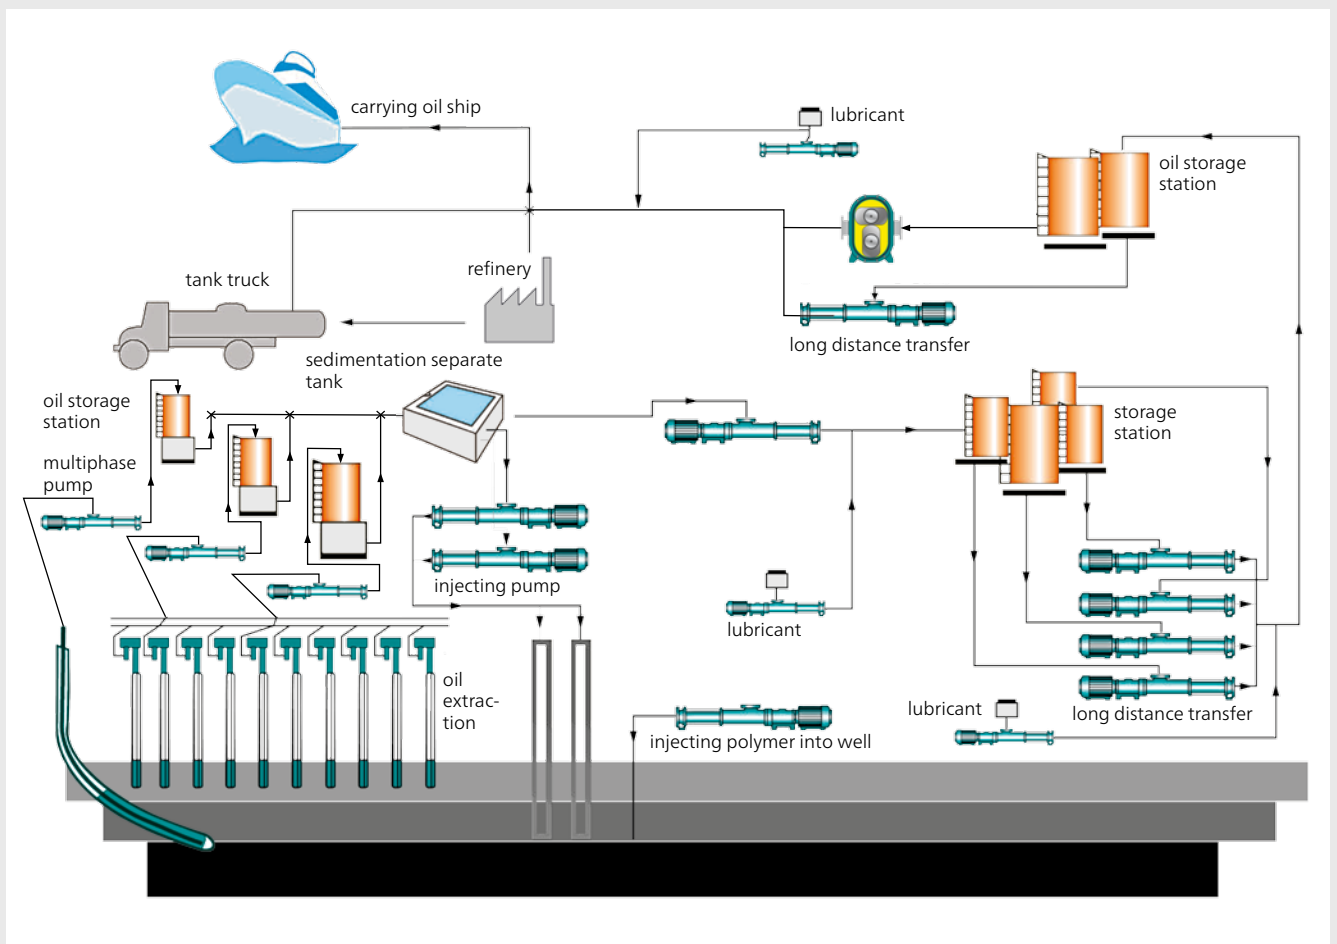 carrying oil ship
lubricant
oil storage
station
tank truck
refinery
long distance transfer
sedimentation separate
tank
oil storage
station
storage
station
multiphase
pump
injecting pump
lubricant
oil
extrac-
tion
lubricant
long distance transfer
injecting polymer into well